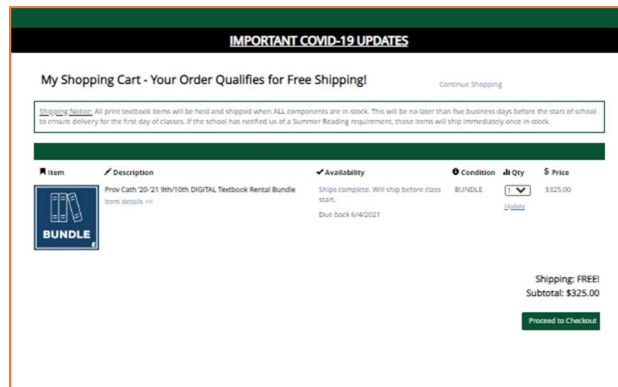 IMPORTANT COVID-19 UPDATES
My Shopping Cart - Your Order Qualifies for Free Shipping!
Continue Shopping
Shipping Notice: All print textbook items will be held and shipped when ALL components are in-stock. This will be no later than five business days before the start of school
to ensure delivery for the first day of classes. If the school has notified us of a Summer Reading requirement, those items will ship immediately once in-stock.
Item Description Availability Condition Qty $ Price
Prov Cath '20-'21 9th/10th DIGITAL Textbook Rental Bundle Ships complete. Will ship before class BUNDLE 1 $325.00
Item details >> start. Update
Due back 6/4/2021
BUNDLE
Shipping: FREE!
Subtotal: $325.00
Proceed to Checkout